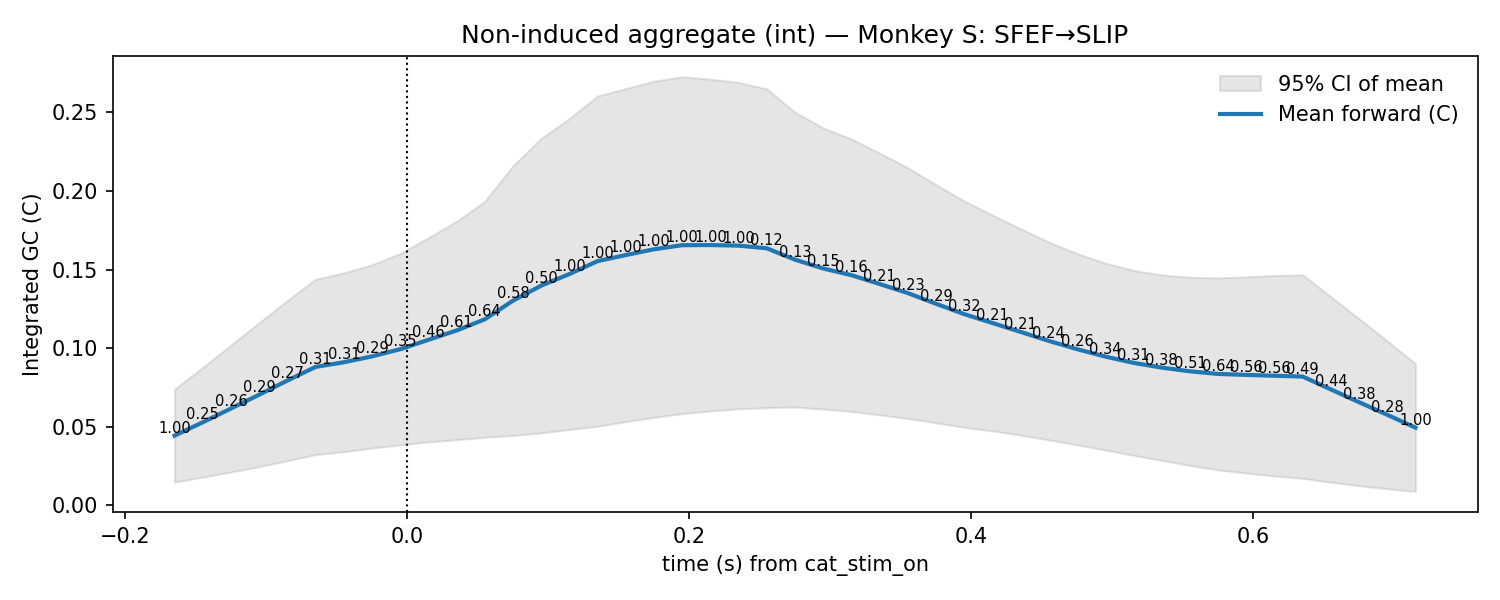 Non-induced aggregate (int) — Monkey S: SFEF→SLIP
95% CI of mean
Mean forward (C)
Integrated GC (C)
0.25
0.20
0.15
0.10
0.05
0.00
1.00 0.25 0.26 0.29 0.27 0.31 0.31 0.29 0.35 0.46 0.61 0.64 0.58 0.50 1.00 1.00 1.00 1.00 1.00 1.00 1.00 0.12 0.13 0.15 0.16 0.21 0.23 0.29 0.32 0.21 0.21 0.24 0.26 0.34 0.31 0.38 0.51 0.64 0.56 0.56 0.49 0.44 0.38 0.28 1.00
−0.2 0.0 0.2 0.4 0.6
time (s) from cat_stim_on